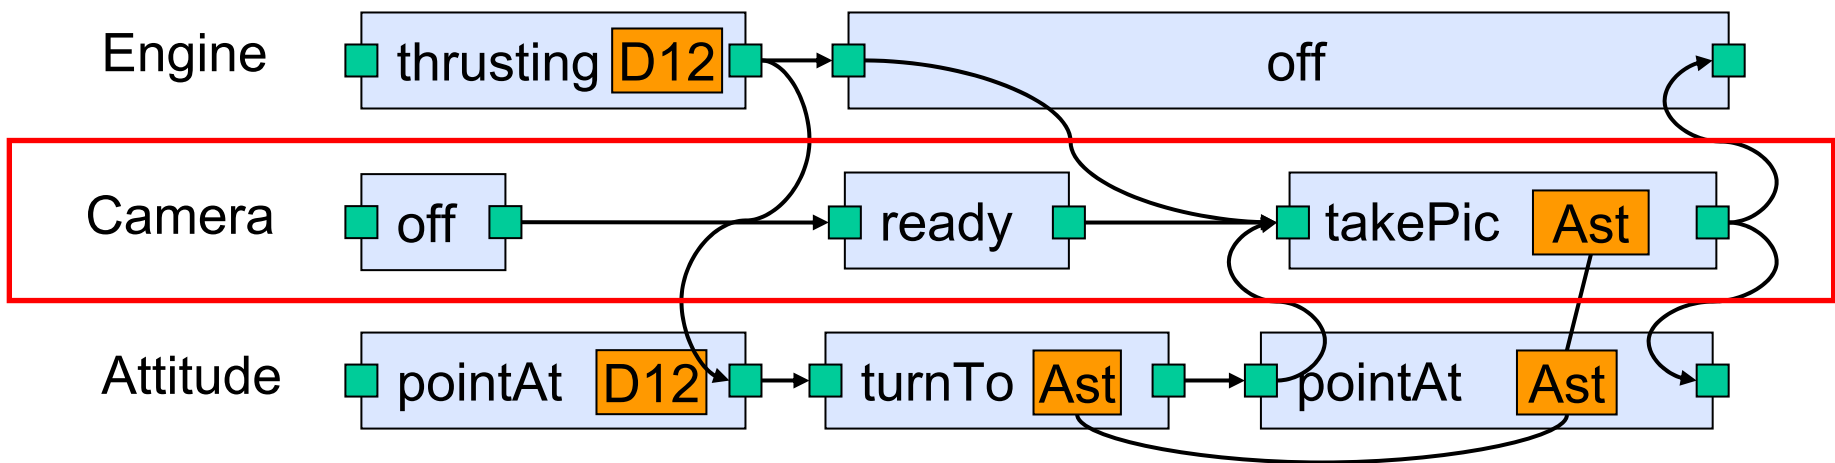 Engine thrusting D12 off
Camera off ready takePic Ast
Attitude pointAt D12 turnTo Ast pointAt Ast